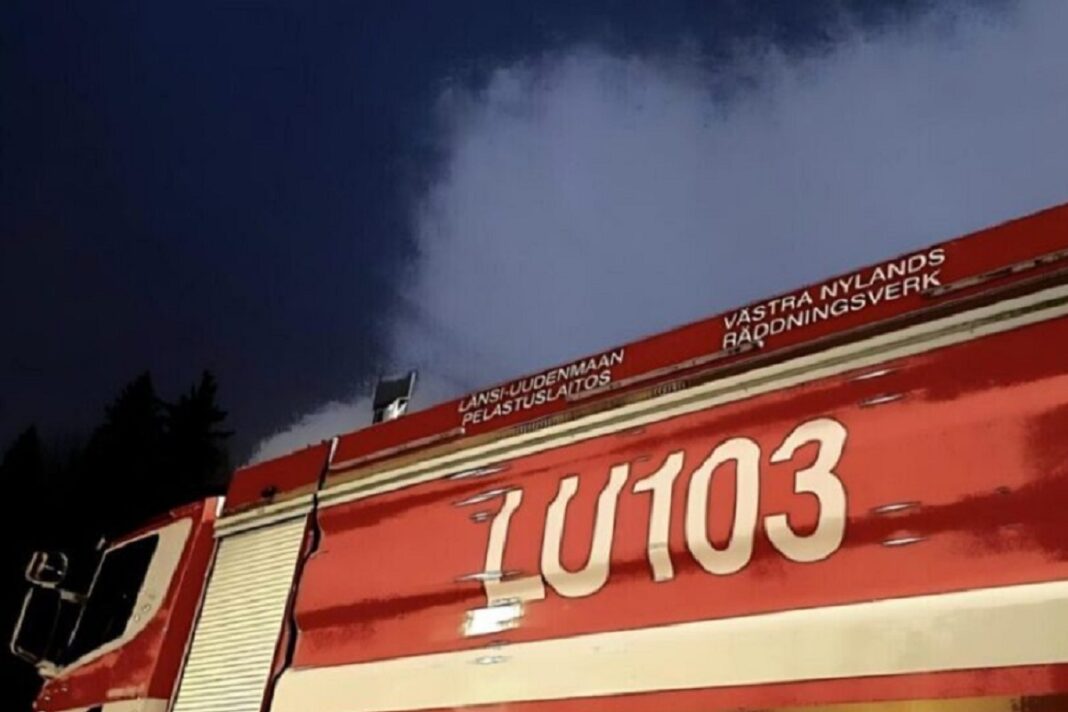 LÄNSI-UUDENMAAN
PELASTUSLAITOS
VÄSTRA NYLANDS
RÄDDNINGSVERK
LU103